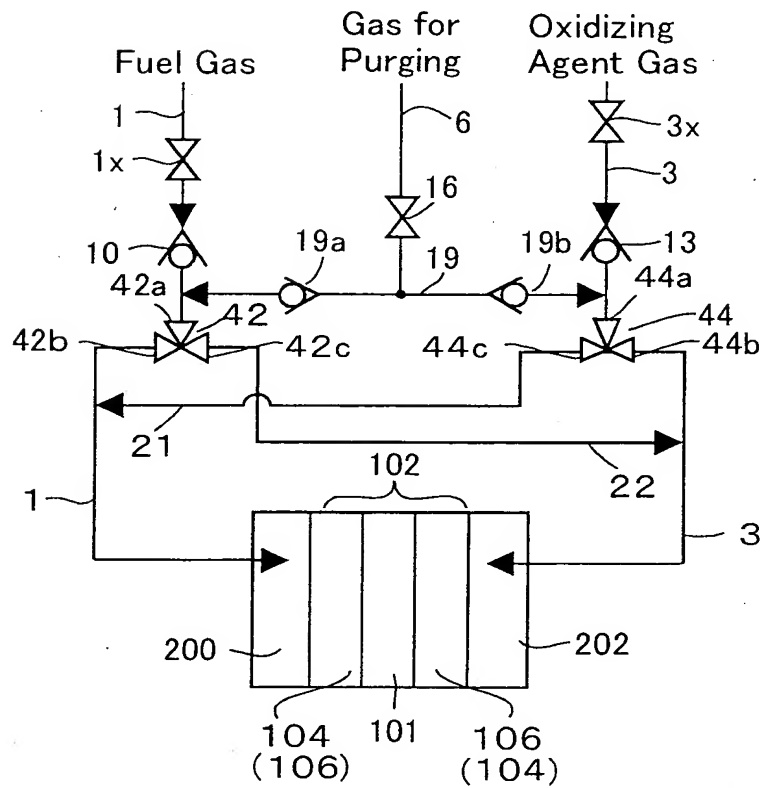 Fuel Gas
Gas for
Purging
Oxidizing
Agent Gas
1
6
3x
1x
3
16
10
19a
19
19b
13
42a
42
44a
44
42b
42c
44c
44b
21
22
102
1
3
200
202
104
(106)
101
106
(104)